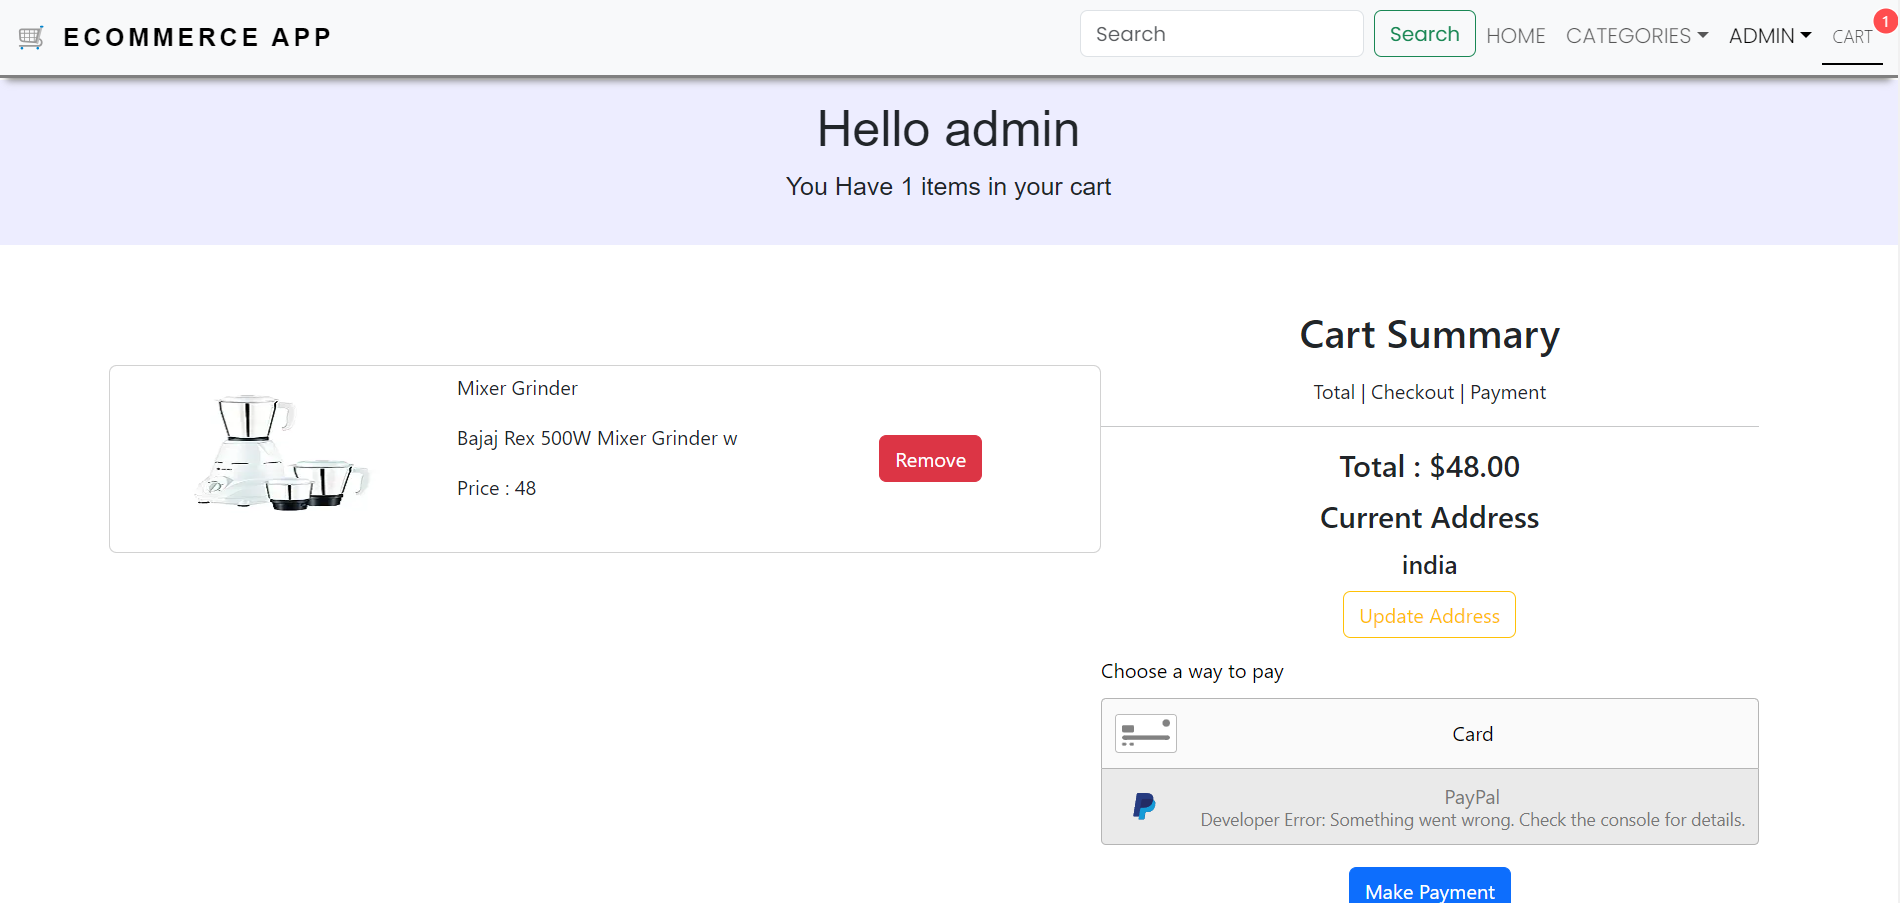 ECOMMERCE APP
Search
Search
HOME
CATEGORIES
ADMIN
CART
1
Hello admin
You Have 1 items in your cart
Mixer Grinder
Bajaj Rex 500W Mixer Grinder w
Price : 48
Remove
Cart Summary
Total | Checkout | Payment
Total : $48.00
Current Address
india
Update Address
Choose a way to pay
Card
PayPal
Developer Error: Something went wrong. Check the console for details.
Make Payment